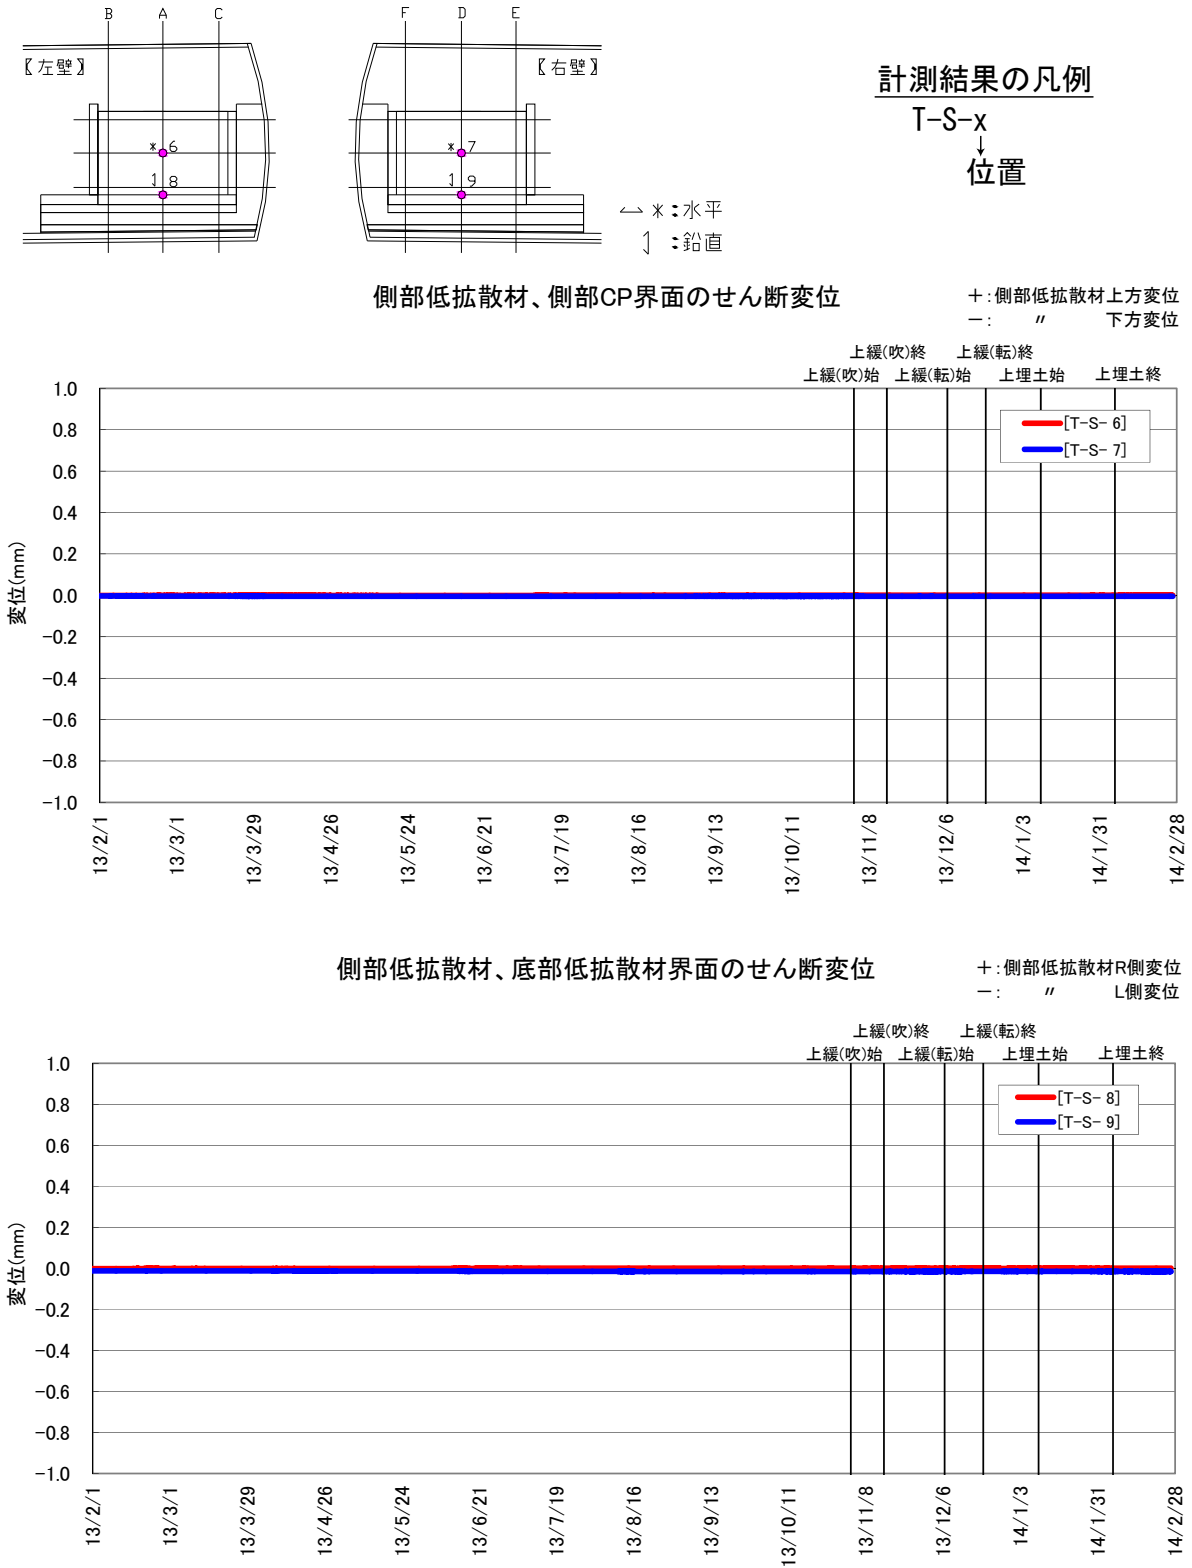 B A C F D E
〖左壁〗 〖右壁〗
計測結果の凡例
T-S-x
↓
位置
* 6 * 7
8 9
* : 水平
: 鉛直
側部低拡散材、側部CP界面のせん断変位
+:側部低拡散材上方変位
-: 〃 下方変位
上緩(吹)終 上緩(転)終
上緩(吹)始 上緩(転)始 上埋土始 上埋土終
[T-S- 6]
[T-S- 7]
変位(mm)
1.0
0.8
0.6
0.4
0.2
0.0
-0.2
-0.4
-0.6
-0.8
-1.0
13/2/1 13/3/1 13/3/29 13/4/26 13/5/24 13/6/21 13/7/19 13/8/16 13/9/13 13/10/11 13/11/8 13/12/6 14/1/3 14/1/31 14/2/28
側部低拡散材、底部低拡散材界面のせん断変位
+:側部低拡散材R側変位
-: 〃 L側変位
上緩(吹)終 上緩(転)終
上緩(吹)始 上緩(転)始 上埋土始 上埋土終
[T-S- 8]
[T-S- 9]
変位(mm)
1.0
0.8
0.6
0.4
0.2
0.0
-0.2
-0.4
-0.6
-0.8
-1.0
13/2/1 13/3/1 13/3/29 13/4/26 13/5/24 13/6/21 13/7/19 13/8/16 13/9/13 13/10/11 13/11/8 13/12/6 14/1/3 14/1/31 14/2/28